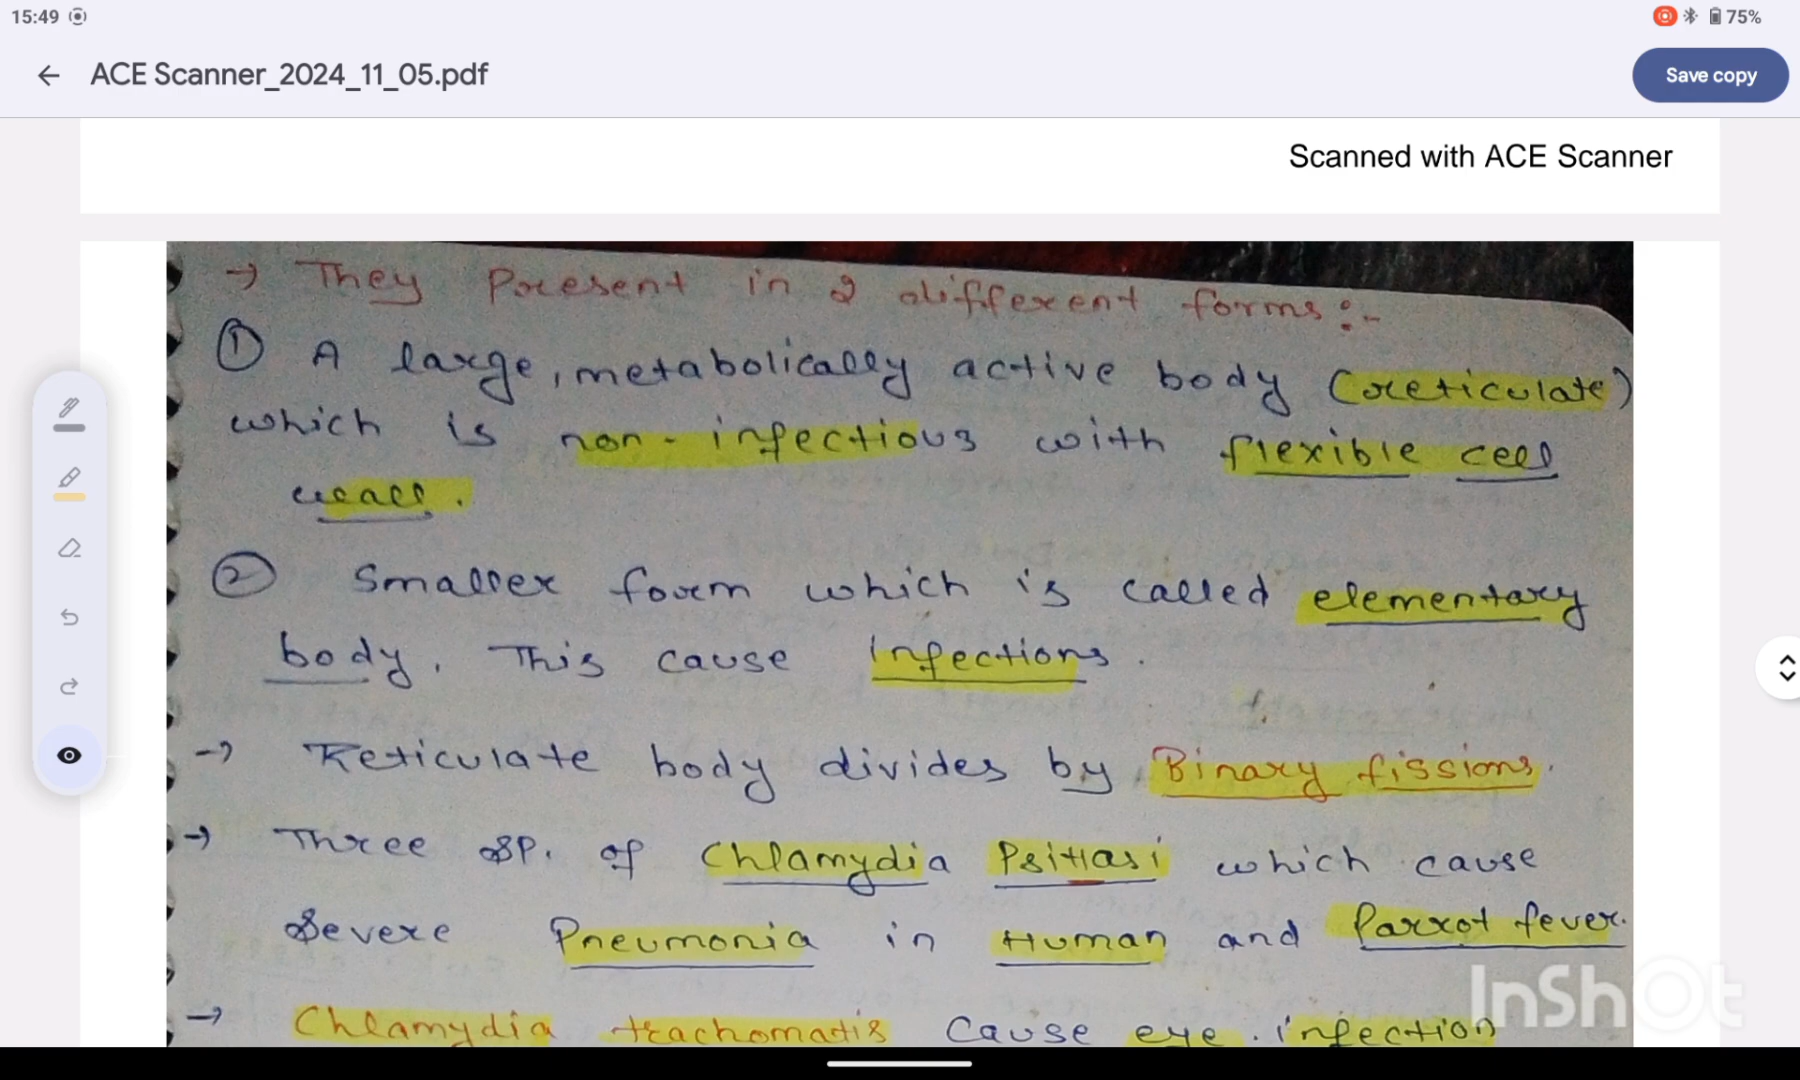 15:49
75%
ACE Scanner_2024_11_05.pdf
Save copy
Scanned with ACE Scanner
→ They Present in 2 different forms:-
① A large, metabolically active body (reticulate)
which is non-infectious with flexible cell
wall.
② Smaller form which is called elementary
body. This cause Infections.
→ Reticulate body divides by Binary fissions.
→ Three sp. of Chlamydia Psittasi which cause
Severe Pneumonia in Human and Parrot fever.
→ Chlamydia trachomatis cause eye infection
InShot